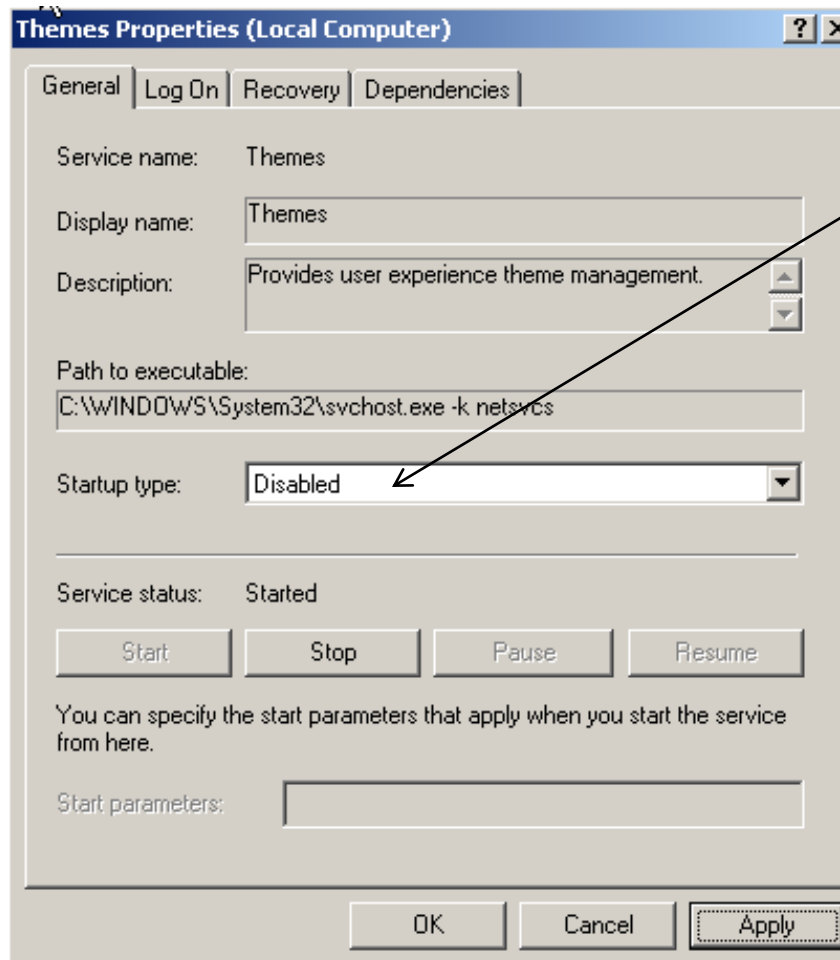 Themes Properties (Local Computer)
General Log On Recovery Dependencies
Service name: Themes
Display name: Themes
Description: Provides user experience theme management.
Path to executable:
C:\WINDOWS\System32\svchost.exe -k netsvcs
Startup type: Disabled
Service status: Started
Start Stop Pause Resume
You can specify the start parameters that apply when you start the service
from here.
Start parameters:
OK Cancel Apply